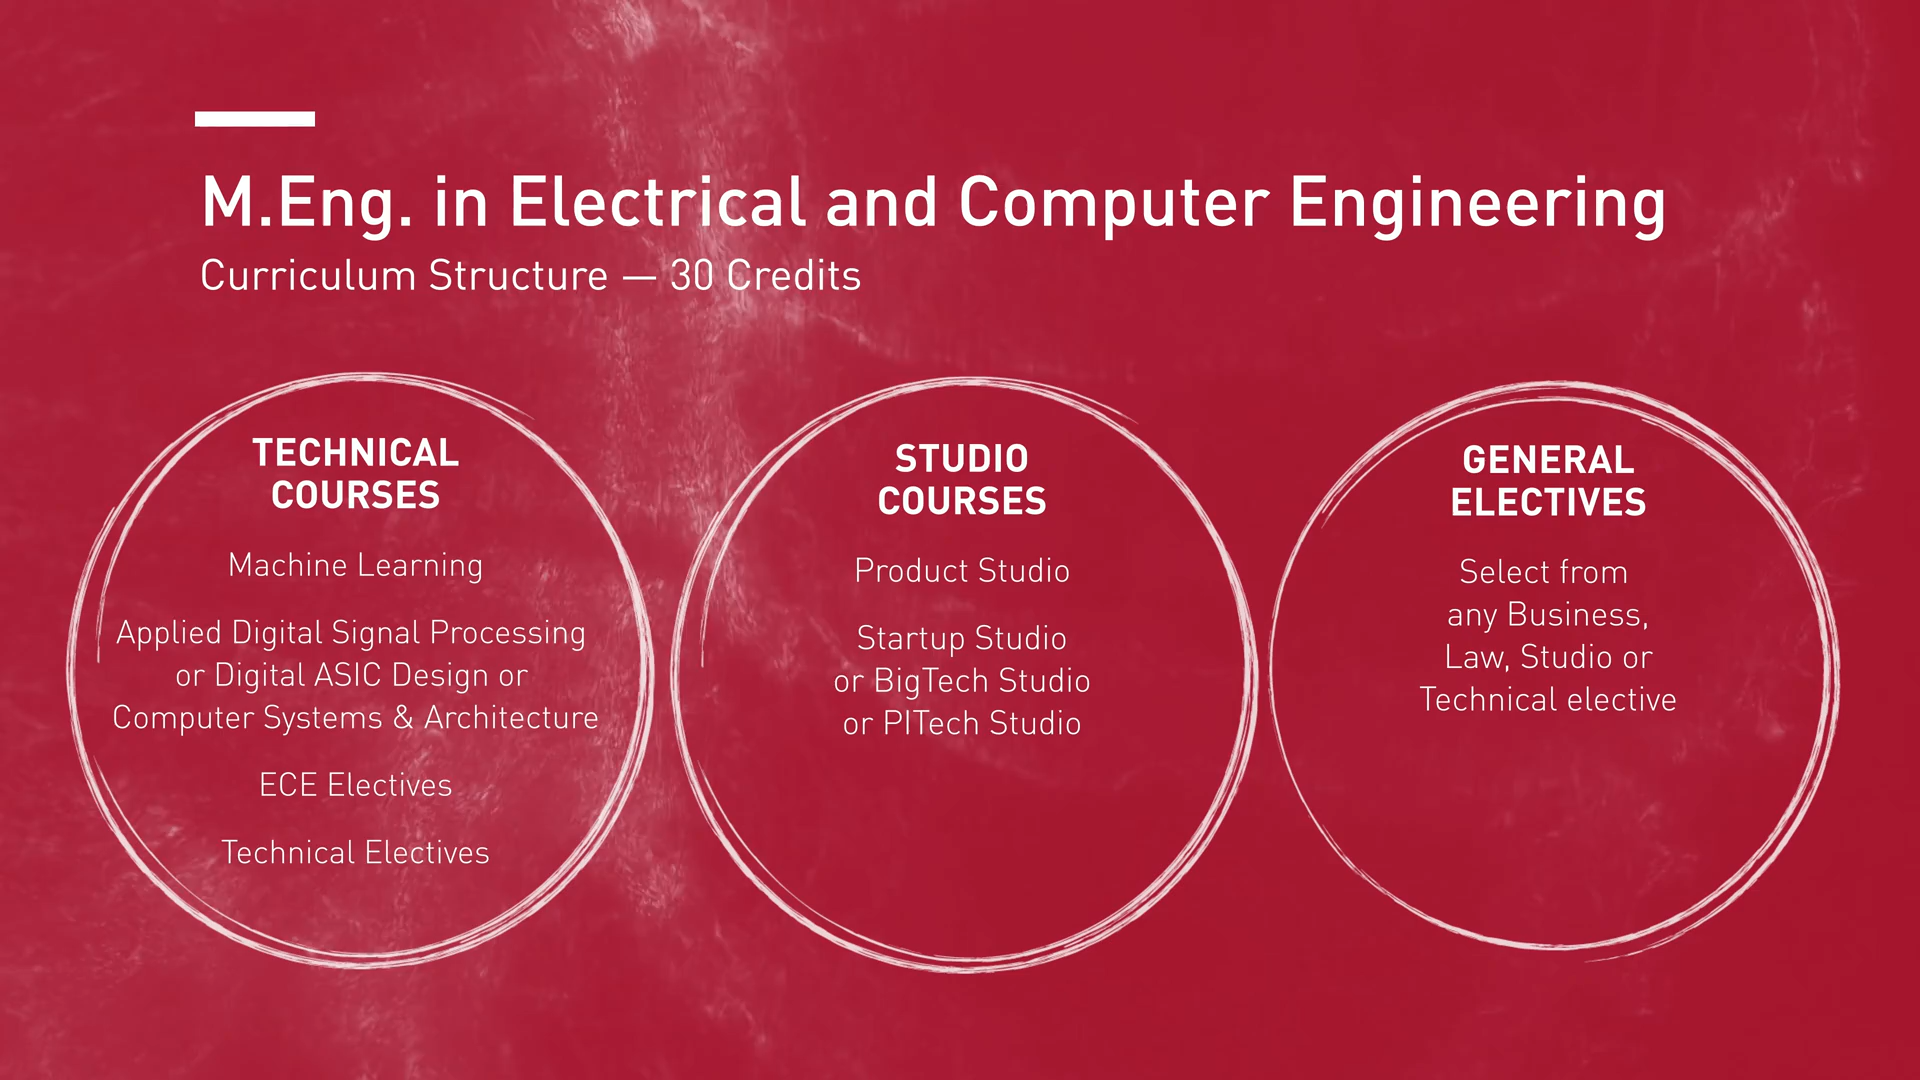 M.Eng. in Electrical and Computer Engineering
Curriculum Structure — 30 Credits
TECHNICAL
COURSES
Machine Learning
Applied Digital Signal Processing
or Digital ASIC Design or
Computer Systems & Architecture
ECE Electives
Technical Electives
STUDIO
COURSES
Product Studio
Startup Studio
or BigTech Studio
or PITech Studio
GENERAL
ELECTIVES
Select from
any Business,
Law, Studio or
Technical elective